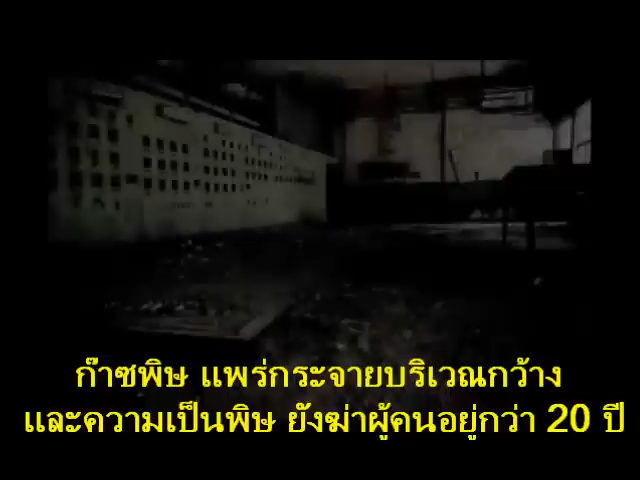 ก๊าซพิษ แพร่กระจายบริเวณกว้าง
และความเป็นพิษ ยังฆ่าผู้คนอยู่กว่า 20 ปี